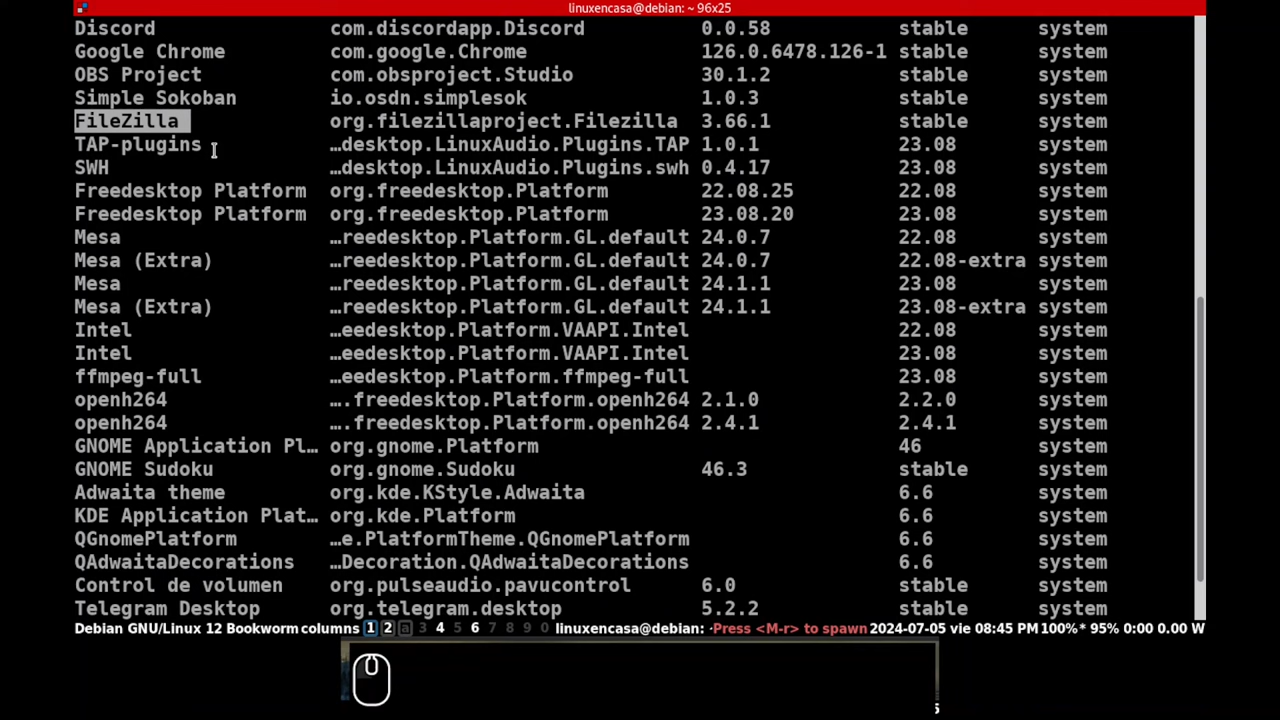 linuxencasa@debian: ~ 96x25
Discord com.discordapp.Discord 0.0.58 stable system
Google Chrome com.google.Chrome 126.0.6478.126-1 stable system
OBS Project com.obsproject.Studio 30.1.2 stable system
Simple Sokoban io.osdn.simplesok 1.0.3 stable system
FileZilla org.filezillaproject.Filezilla 3.66.1 stable system
TAP-plugins …desktop.LinuxAudio.Plugins.TAP 1.0.1 23.08 system
SWH …desktop.LinuxAudio.Plugins.swh 0.4.17 23.08 system
Freedesktop Platform org.freedesktop.Platform 22.08.25 22.08 system
Freedesktop Platform org.freedesktop.Platform 23.08.20 23.08 system
Mesa …reedesktop.Platform.GL.default 24.0.7 22.08 system
Mesa (Extra) …reedesktop.Platform.GL.default 24.0.7 22.08-extra system
Mesa …reedesktop.Platform.GL.default 24.1.1 23.08 system
Mesa (Extra) …reedesktop.Platform.GL.default 24.1.1 23.08-extra system
Intel …eedesktop.Platform.VAAPI.Intel 22.08 system
Intel …eedesktop.Platform.VAAPI.Intel 23.08 system
ffmpeg-full …eedesktop.Platform.ffmpeg-full 23.08 system
openh264 ….freedesktop.Platform.openh264 2.1.0 2.2.0 system
openh264 ….freedesktop.Platform.openh264 2.4.1 2.4.1 system
GNOME Application Pl… org.gnome.Platform 46 system
GNOME Sudoku org.gnome.Sudoku 46.3 stable system
Adwaita theme org.kde.KStyle.Adwaita 6.6 system
KDE Application Plat… org.kde.Platform 6.6 system
QGnomePlatform …e.PlatformTheme.QGnomePlatform 6.6 system
QAdwaitaDecorations …Decoration.QAdwaitaDecorations 6.6 system
Control de volumen org.pulseaudio.pavucontrol 6.0 stable system
Telegram Desktop org.telegram.desktop 5.2.2 stable system
Debian GNU/Linux 12 Bookworm columns 1 2 a 3 4 5 6 7 8 9 0 linuxencasa@debian: Press <M-r> to spawn 2024-07-05 vie 08:45 PM 100%* 95% 0:00 0.00 W